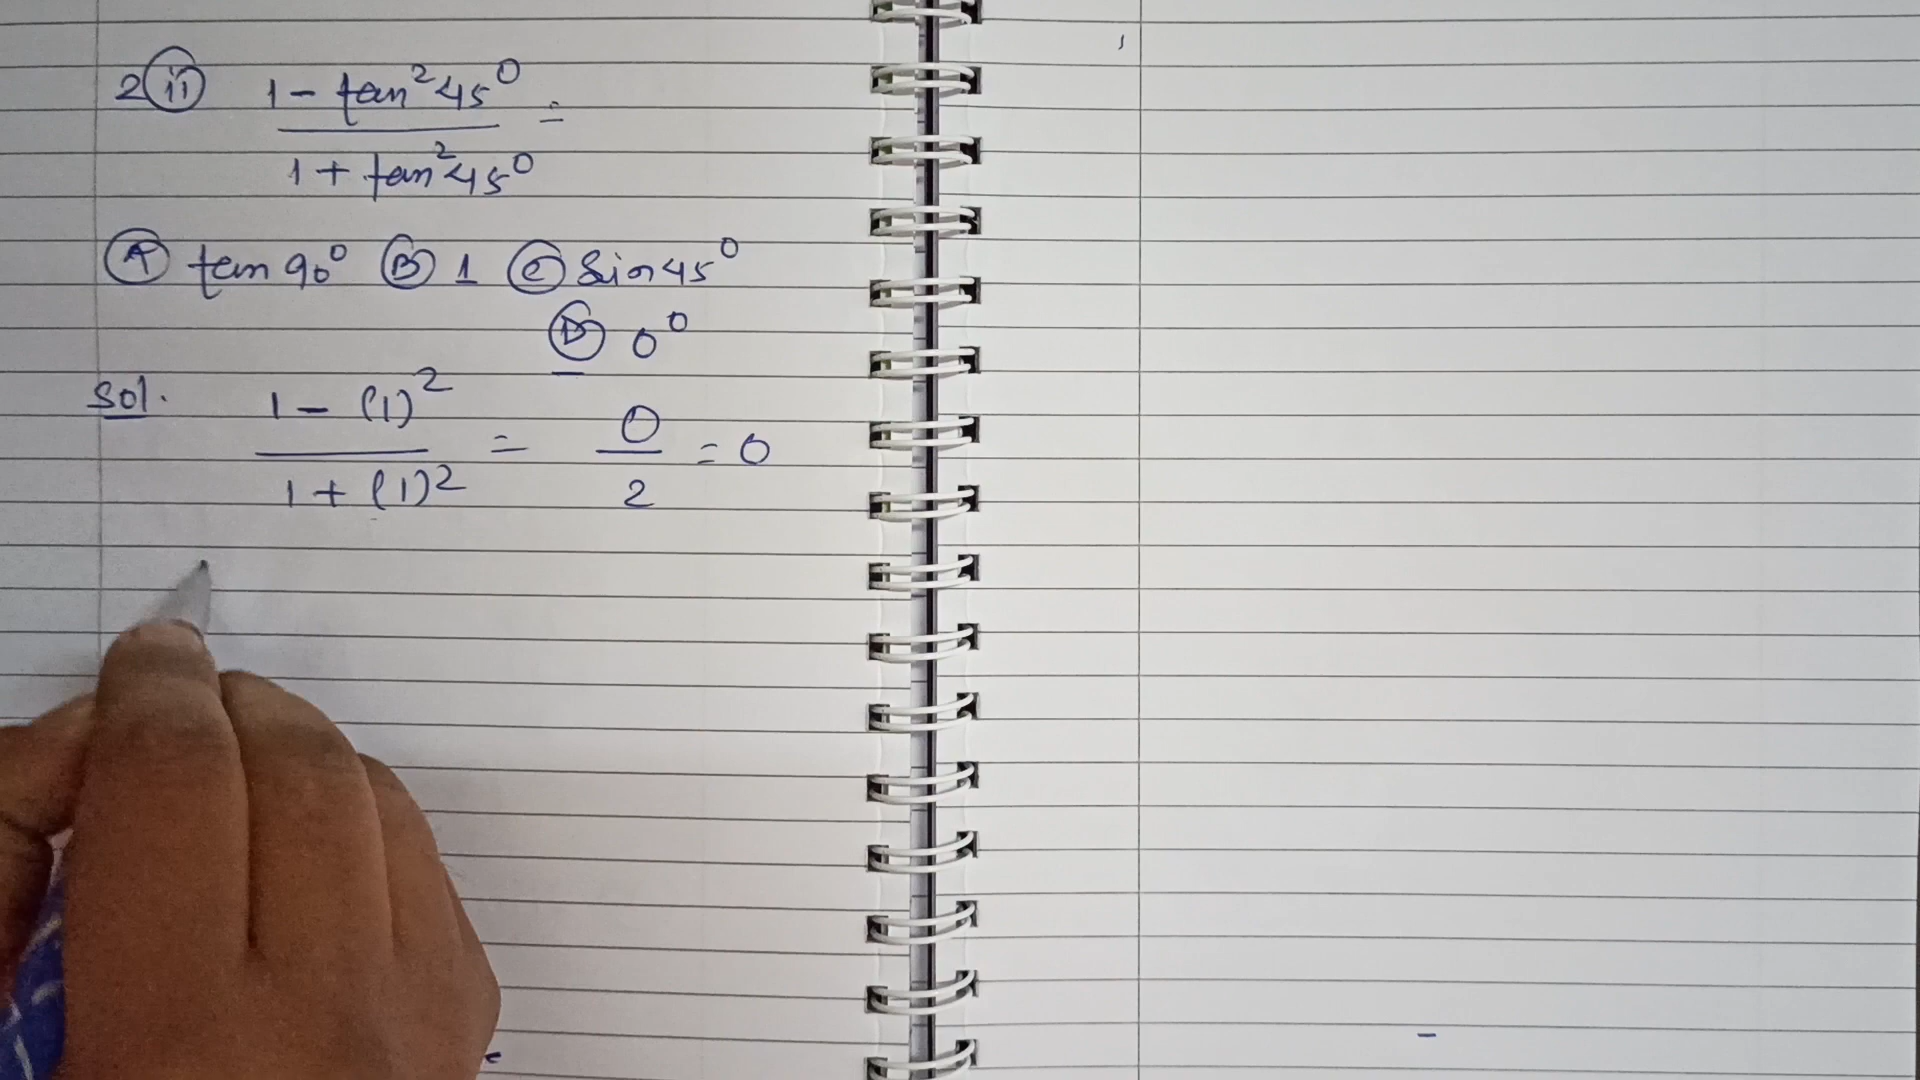 2 (ii) 1 - tan²45° / 1 + tan²45° =
(A) tan 90° (B) 1 (C) Sin 45°
(D) 0°
Sol. 1 - (1)² / 1 + (1)² = 0 / 2 = 0